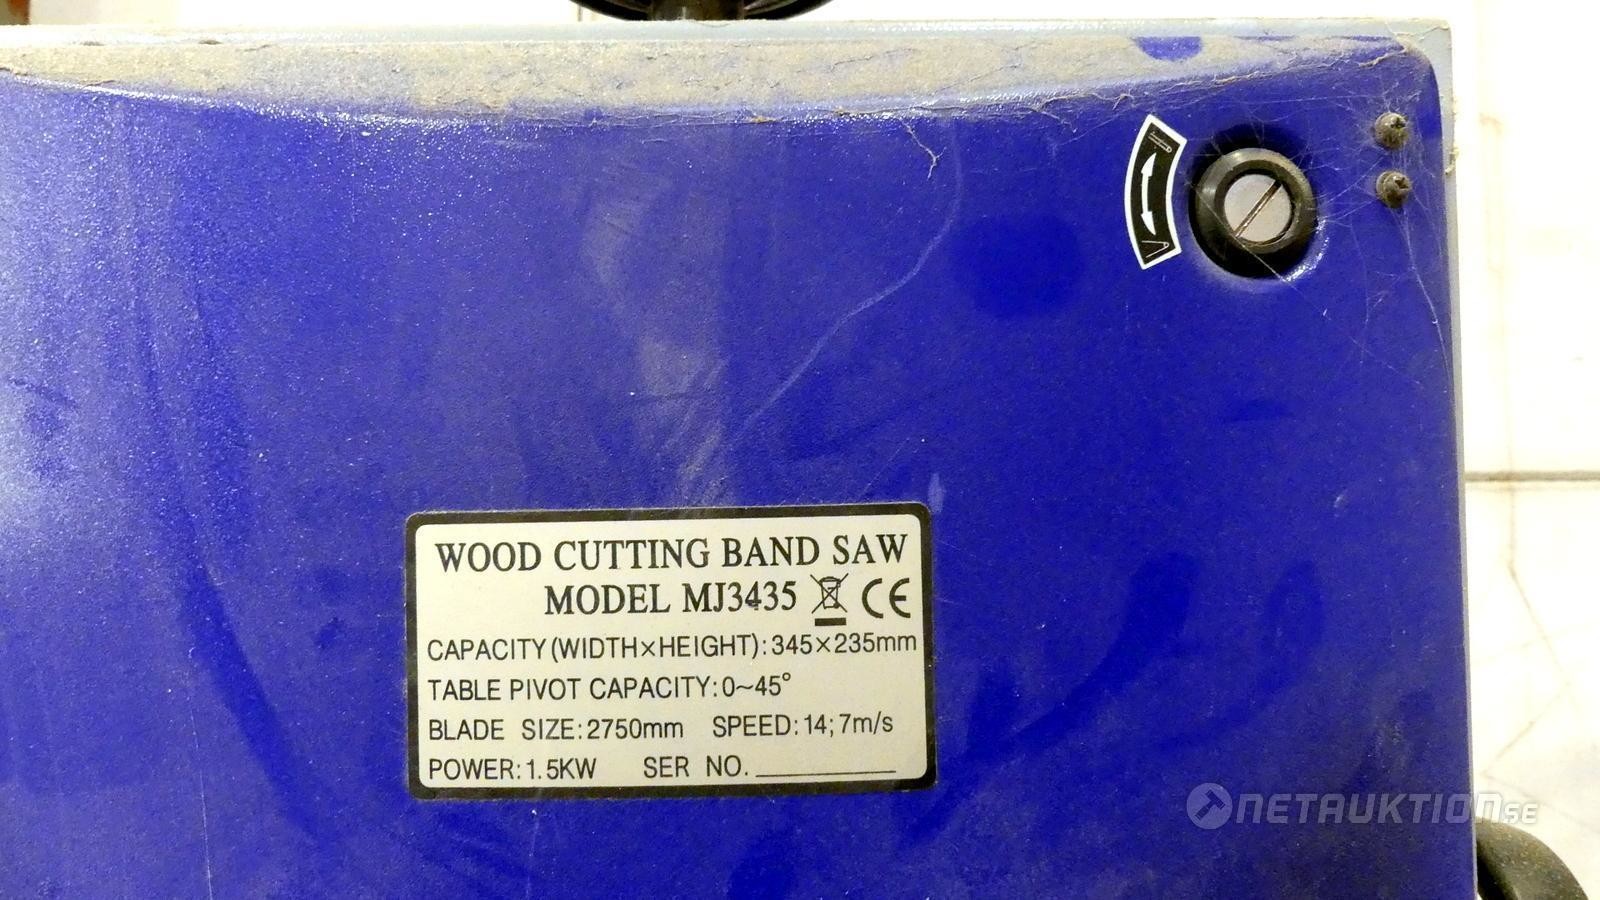 WOOD CUTTING BAND SAW
MODEL MJ3435 CE
CAPACITY(WIDTH×HEIGHT):345×235mm
TABLE PIVOT CAPACITY:0~45°
BLADE SIZE:2750mm SPEED:14;7m/s
POWER:1.5KW SER NO.
NETAUKTION.SE